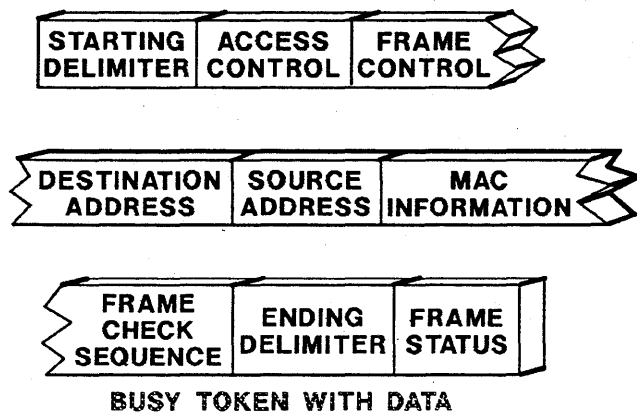 STARTING DELIMITER
ACCESS CONTROL
FRAME CONTROL
DESTINATION ADDRESS
SOURCE ADDRESS
MAC INFORMATION
FRAME CHECK SEQUENCE
ENDING DELIMITER
FRAME STATUS
BUSY TOKEN WITH DATA